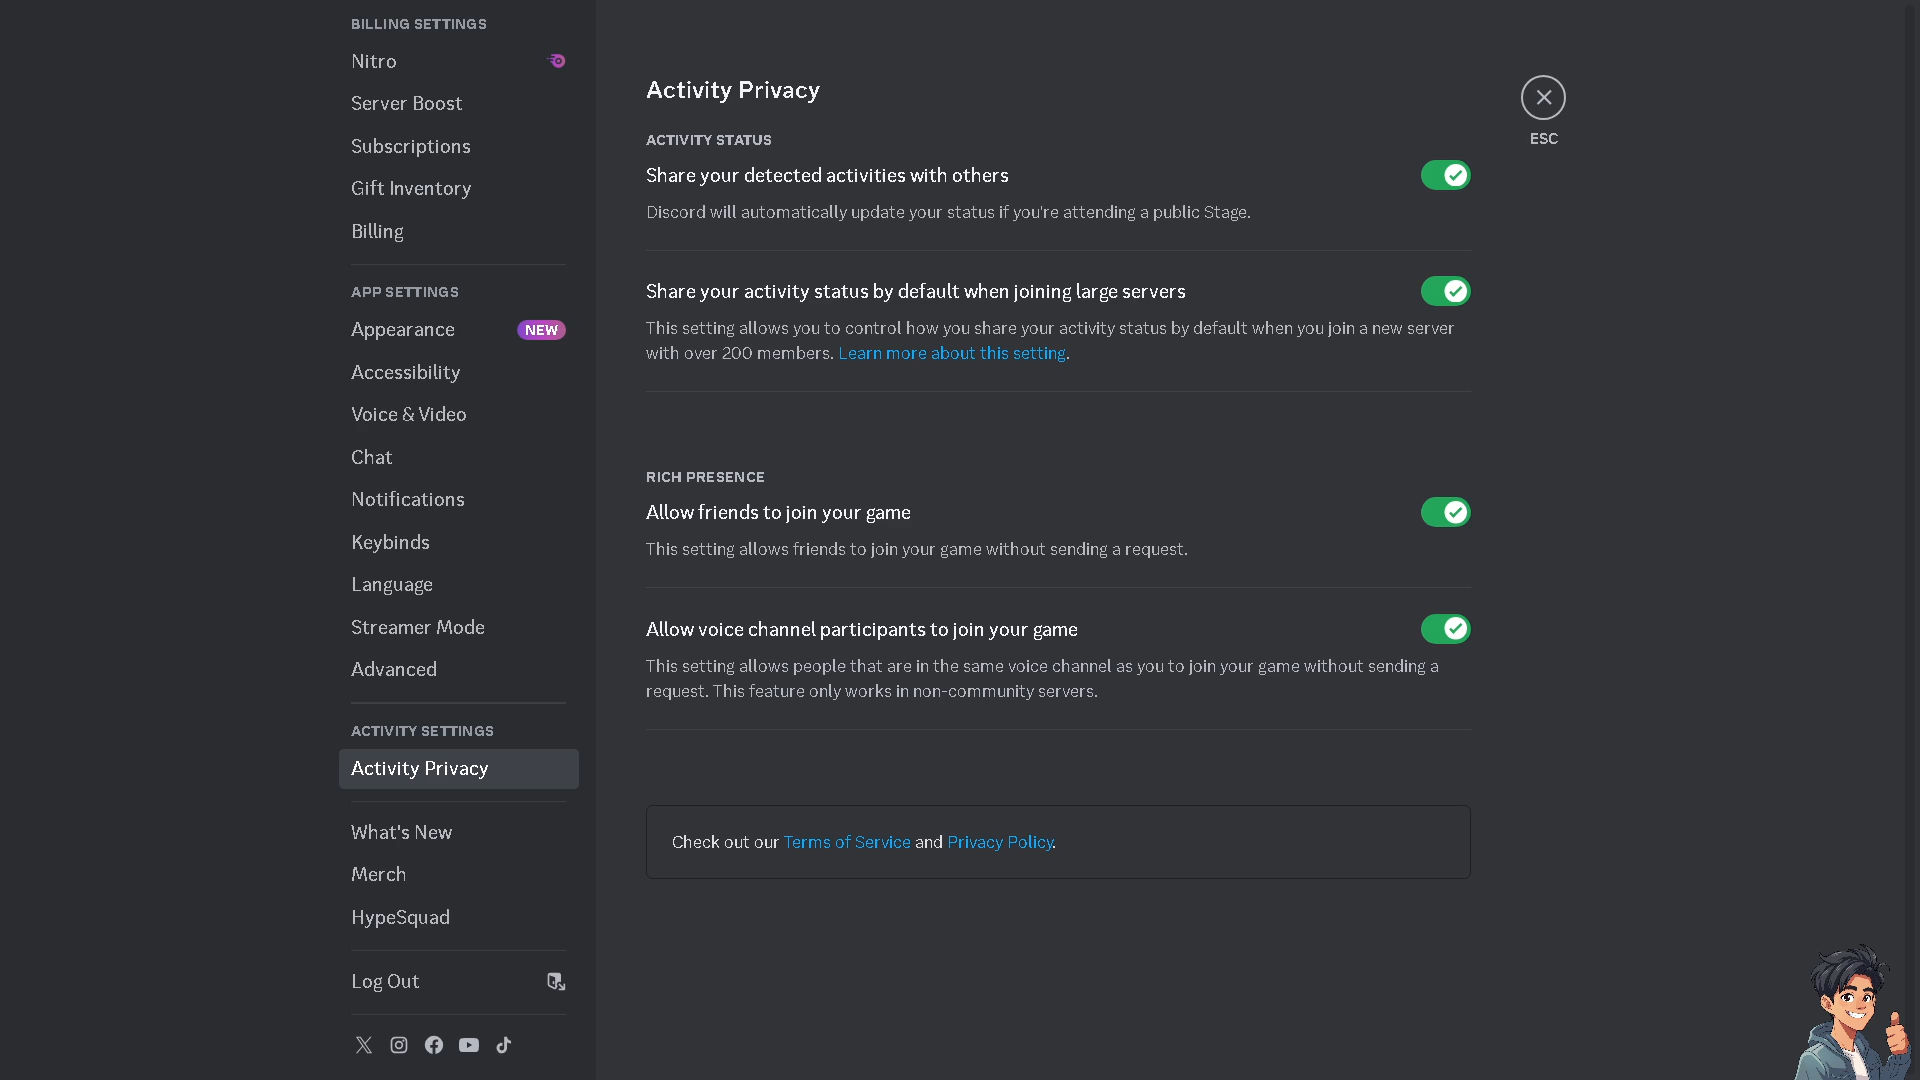 BILLING SETTINGS
Nitro
Server Boost
Subscriptions
Gift Inventory
Billing
APP SETTINGS
Appearance NEW
Accessibility
Voice & Video
Chat
Notifications
Keybinds
Language
Streamer Mode
Advanced
ACTIVITY SETTINGS
Activity Privacy
What's New
Merch
HypeSquad
Log Out
Activity Privacy
ACTIVITY STATUS
Share your detected activities with others
Discord will automatically update your status if you're attending a public Stage.
Share your activity status by default when joining large servers
This setting allows you to control how you share your activity status by default when you join a new server
with over 200 members. Learn more about this setting.
RICH PRESENCE
Allow friends to join your game
This setting allows friends to join your game without sending a request.
Allow voice channel participants to join your game
This setting allows people that are in the same voice channel as you to join your game without sending a
request. This feature only works in non-community servers.
Check out our Terms of Service and Privacy Policy.
ESC